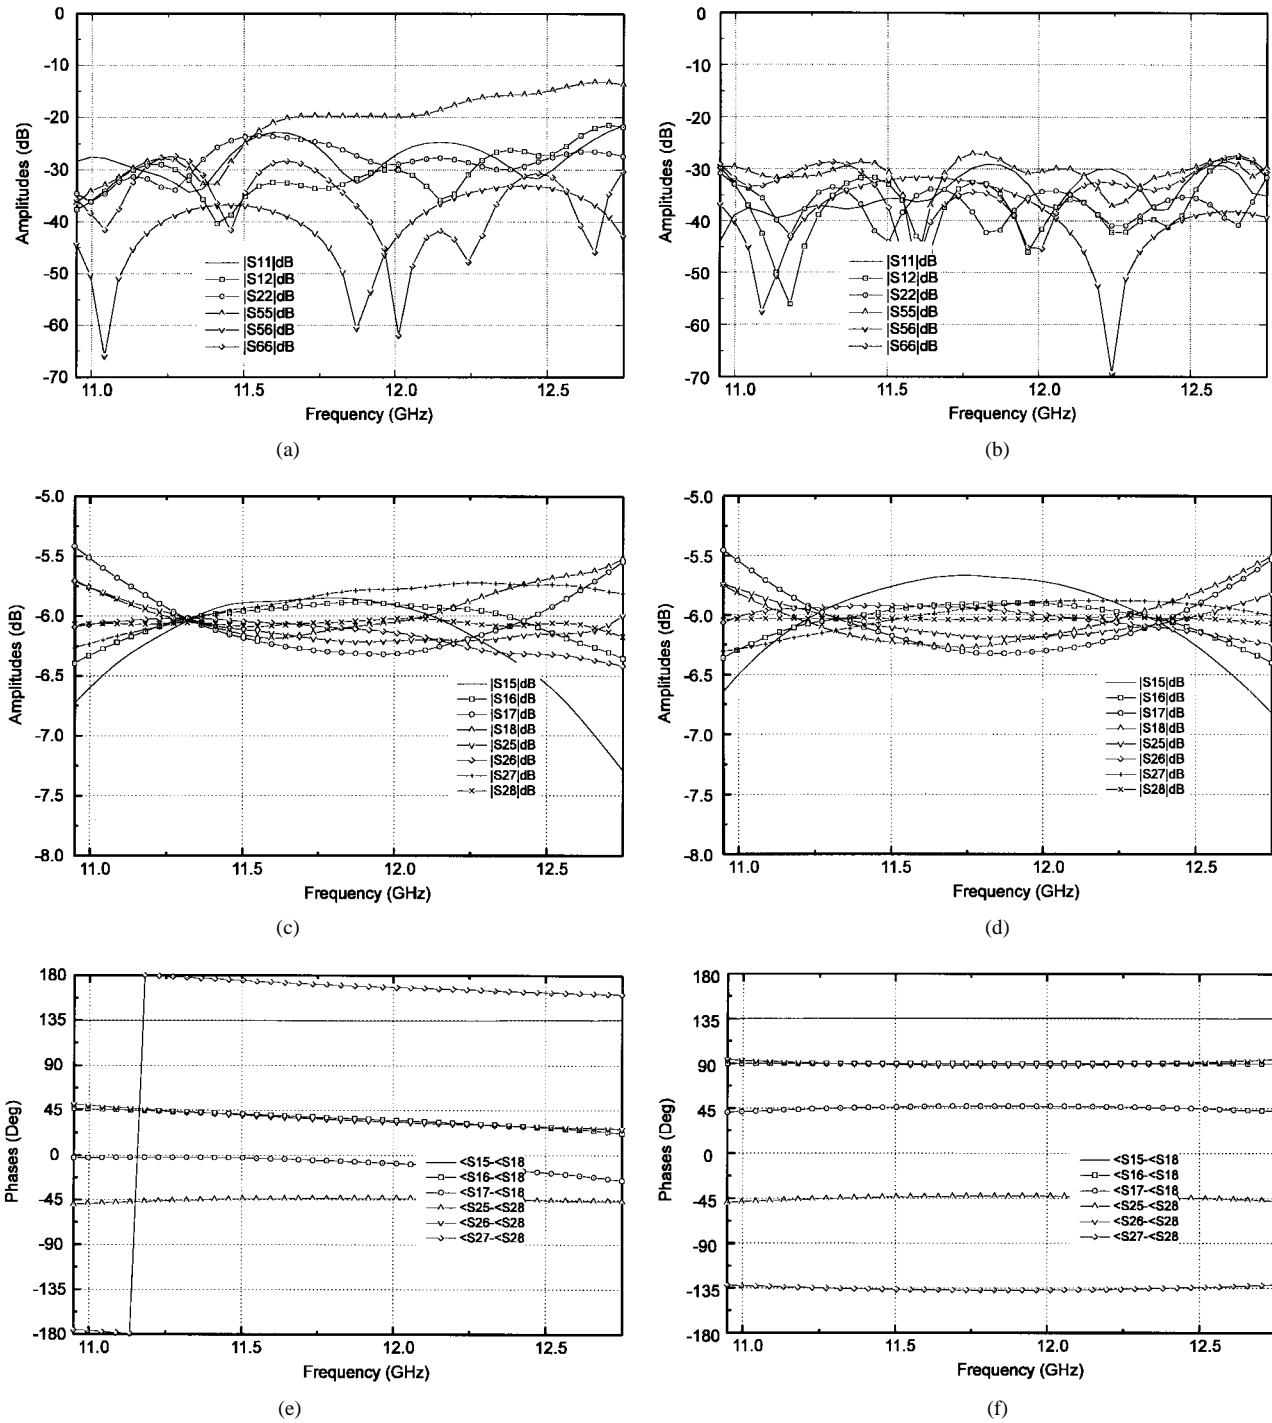 0
-10
-20
-30
-40
-50
-60
-70
Amplitudes (dB)
|S11|dB
|S12|dB
|S22|dB
|S55|dB
|S56|dB
|S66|dB
11.0 11.5 12.0 12.5
Frequency (GHz)
(a)
0
-10
-20
-30
-40
-50
-60
-70
Amplitudes (dB)
|S11|dB
|S12|dB
|S22|dB
|S55|dB
|S56|dB
|S66|dB
11.0 11.5 12.0 12.5
Frequency (GHz)
(b)
-5.0
-5.5
-6.0
-6.5
-7.0
-7.5
-8.0
Amplitudes (dB)
|S15|dB
|S16|dB
|S17|dB
|S18|dB
|S25|dB
|S26|dB
|S27|dB
|S28|dB
11.0 11.5 12.0 12.5
Frequency (GHz)
(c)
-5.0
-5.5
-6.0
-6.5
-7.0
-7.5
-8.0
Amplitudes (dB)
|S15|dB
|S16|dB
|S17|dB
|S18|dB
|S25|dB
|S26|dB
|S27|dB
|S28|dB
11.0 11.5 12.0 12.5
Frequency (GHz)
(d)
180
135
90
45
0
-45
-90
-135
-180
Phases (Deg)
<S15-<S18
<S16-<S18
<S17-<S18
<S25-<S28
<S26-<S28
<S27-<S28
11.0 11.5 12.0 12.5
Frequency (GHz)
(e)
180
135
90
45
0
-45
-90
-135
-180
Phases (Deg)
<S15-<S18
<S16-<S18
<S17-<S18
<S25-<S28
<S26-<S28
<S27-<S28
11.0 11.5 12.0 12.5
Frequency (GHz)
(f)